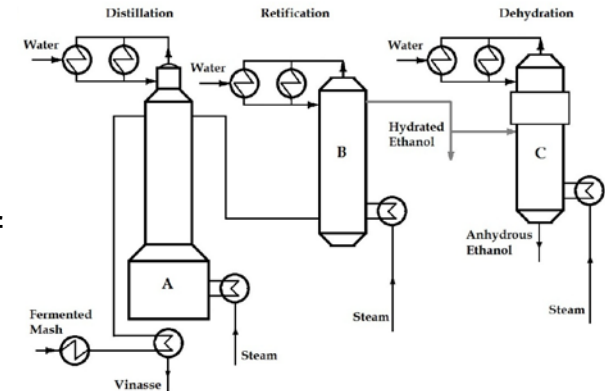 Distillation
Retification
Dehydration
Water
Water
Water
Hydrated
Ethanol
A
B
C
Anhydrous
Ethanol
Fermented
Mash
Steam
Steam
Steam
Vinasse
: